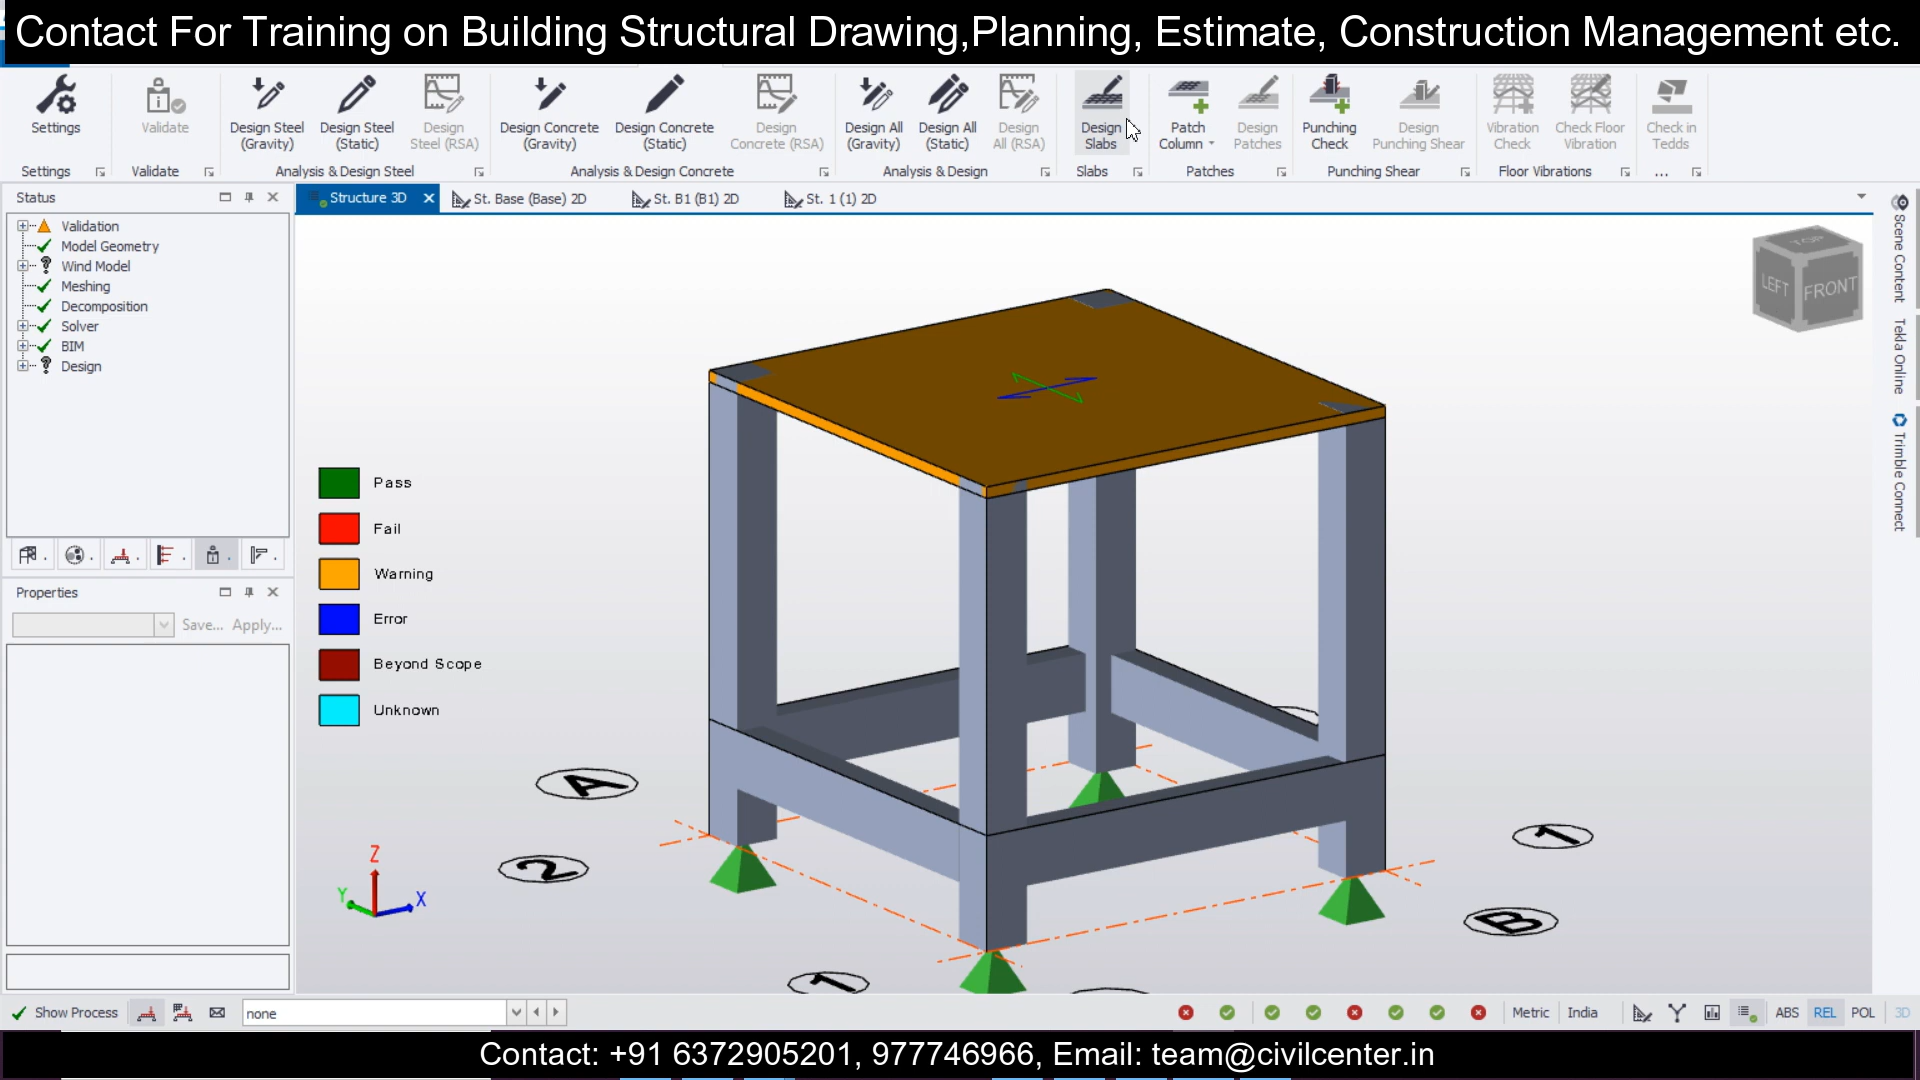 Contact For Training on Building Structural Drawing,Planning, Estimate, Construction Management etc.
Settings
Validate
Design Steel (Gravity)
Design Steel (Static)
Design Steel (RSA)
Design Concrete (Gravity)
Design Concrete (Static)
Design Concrete (RSA)
Design All (Gravity)
Design All (Static)
Design All (RSA)
Design Slabs
Patch Column
Design Patches
Punching Check
Design Punching Shear
Vibration Check
Check Floor Vibration
Check in Tedds
Settings
Validate
Analysis & Design Steel
Analysis & Design Concrete
Analysis & Design
Slabs
Patches
Punching Shear
Floor Vibrations
...
Status
Structure 3D
St. Base (Base) 2D
St. B1 (B1) 2D
St. 1 (1) 2D
Validation
Model Geometry
Wind Model
Meshing
Decomposition
Solver
BIM
Design
TOP
LEFT
FRONT
Scene Content
Tekla Online
Trimble Connect
Pass
Fail
Warning
Error
Beyond Scope
Unknown
Properties
Save...
Apply...
A
2
1
1
B
Z
Y
X
Show Process
none
Metric
India
ABS
REL
POL
3D
Contact: +91 6372905201, 977746966, Email: team@civilcenter.in